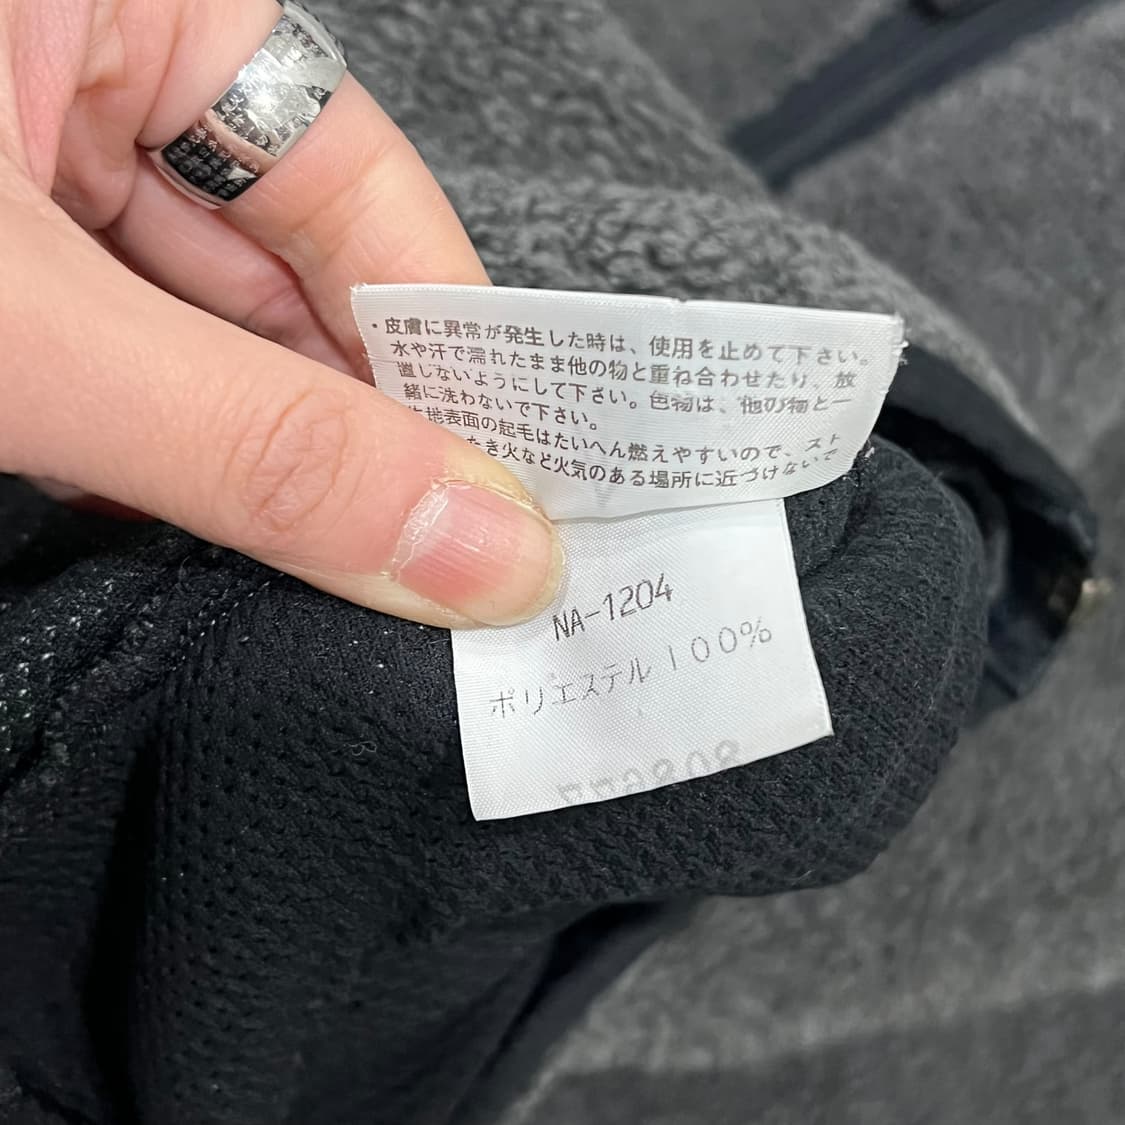 ・皮膚に異常が発生した時は、使用を止めて下さい。
水や汗で濡れたまま他の物と重ね合わせたり、放
置しないようにして下さい。色物は、他の物と一
緒に洗わないで下さい。
生地表面の起毛はたいへん燃えやすいので、スト
たき火など火気のある場所に近づけないで
NA-1204
ポリエステル100%